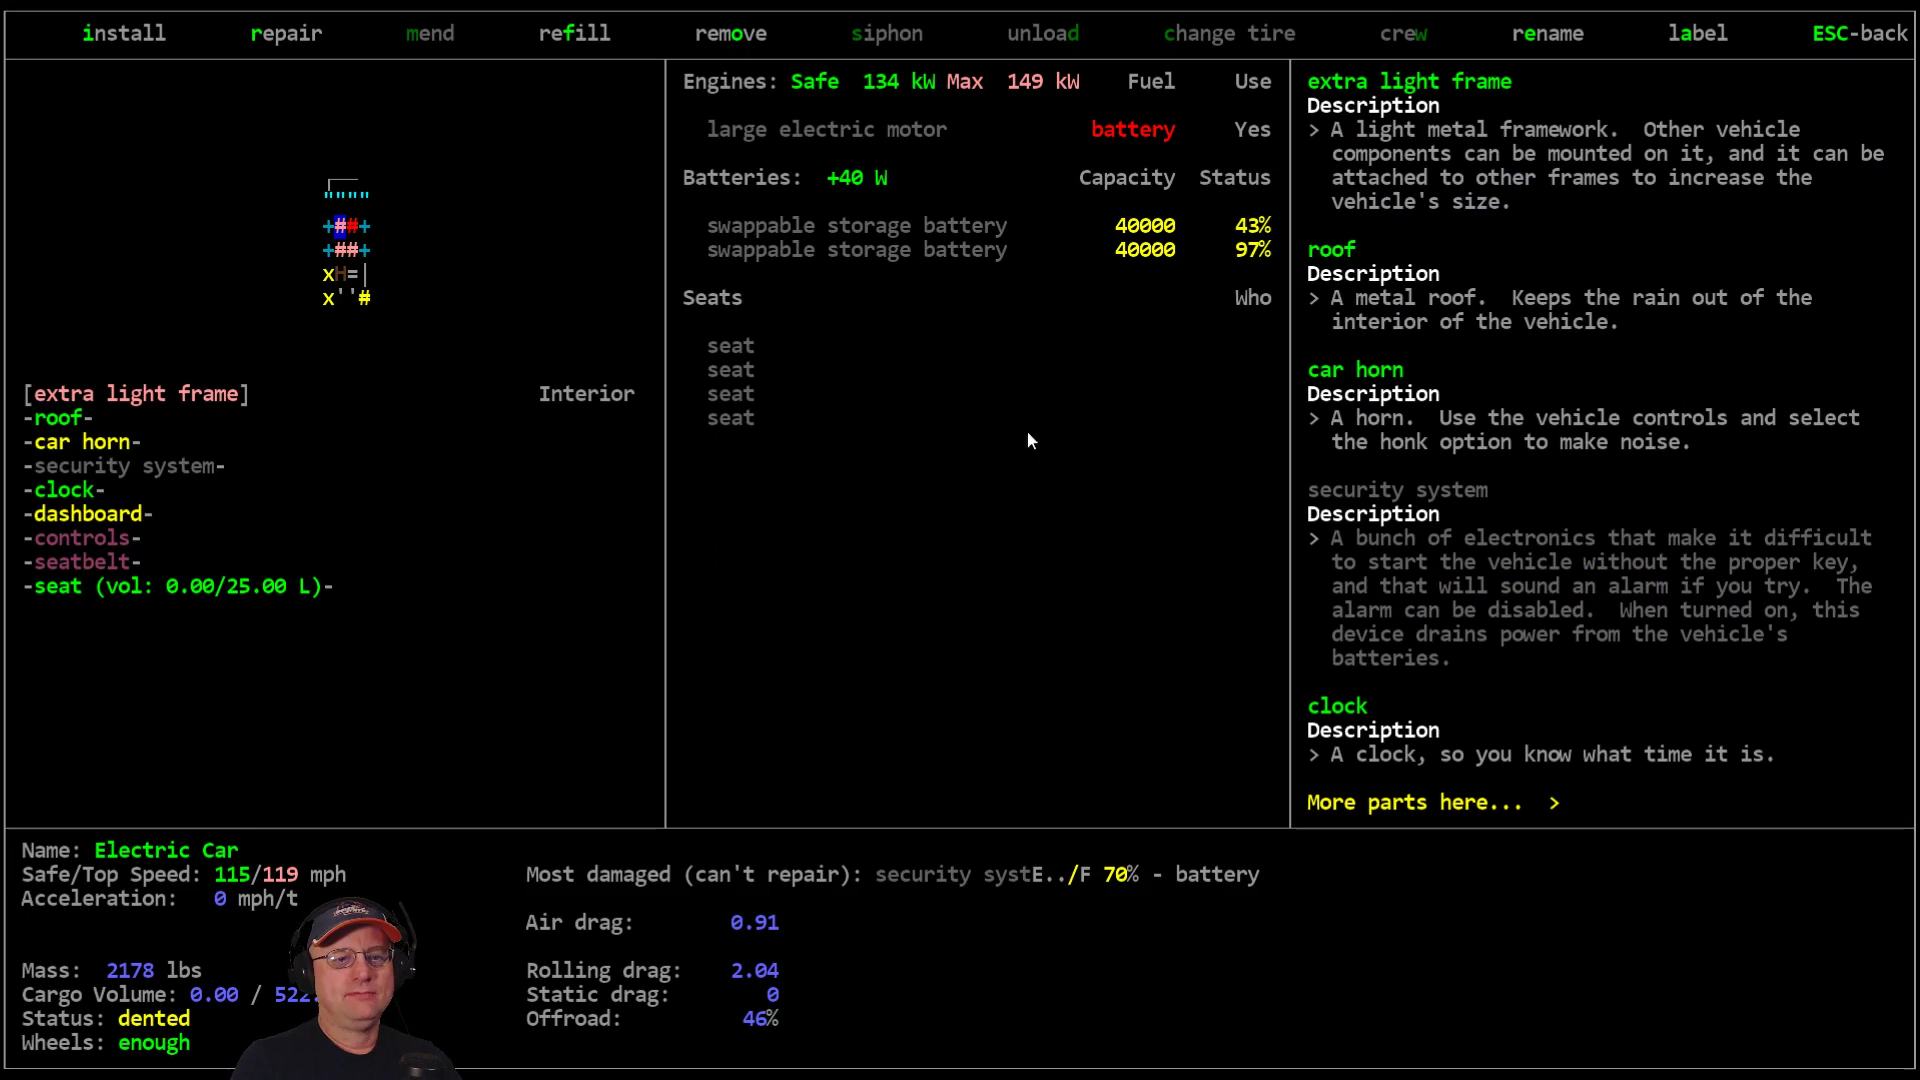 install repair mend refill remove siphon unload change tire crew rename label ESC-back
Engines: Safe 134 kW Max 149 kW Fuel Use
large electric motor battery Yes
Batteries: +40 W Capacity Status
swappable storage battery 40000 43%
swappable storage battery 40000 97%
Seats Who
seat
seat
seat
seat
""""
+##+
+##+
xH=|
x''#
[extra light frame] Interior
-roof-
-car horn-
-security system-
-clock-
-dashboard-
-controls-
-seatbelt-
-seat (vol: 0.00/25.00 L)-
extra light frame
Description
> A light metal framework. Other vehicle
components can be mounted on it, and it can be
attached to other frames to increase the
vehicle's size.
roof
Description
> A metal roof. Keeps the rain out of the
interior of the vehicle.
car horn
Description
> A horn. Use the vehicle controls and select
the honk option to make noise.
security system
Description
> A bunch of electronics that make it difficult
to start the vehicle without the proper key,
and that will sound an alarm if you try. The
alarm can be disabled. When turned on, this
device drains power from the vehicle's
batteries.
clock
Description
> A clock, so you know what time it is.
More parts here... >
Name: Electric Car
Safe/Top Speed: 115/119 mph
Acceleration: 0 mph/t
Mass: 2178 lbs
Cargo Volume: 0.00 / 522.
Status: dented
Wheels: enough
Most damaged (can't repair): security systE../F 70% - battery
Air drag: 0.91
Rolling drag: 2.04
Static drag: 0
Offroad: 46%